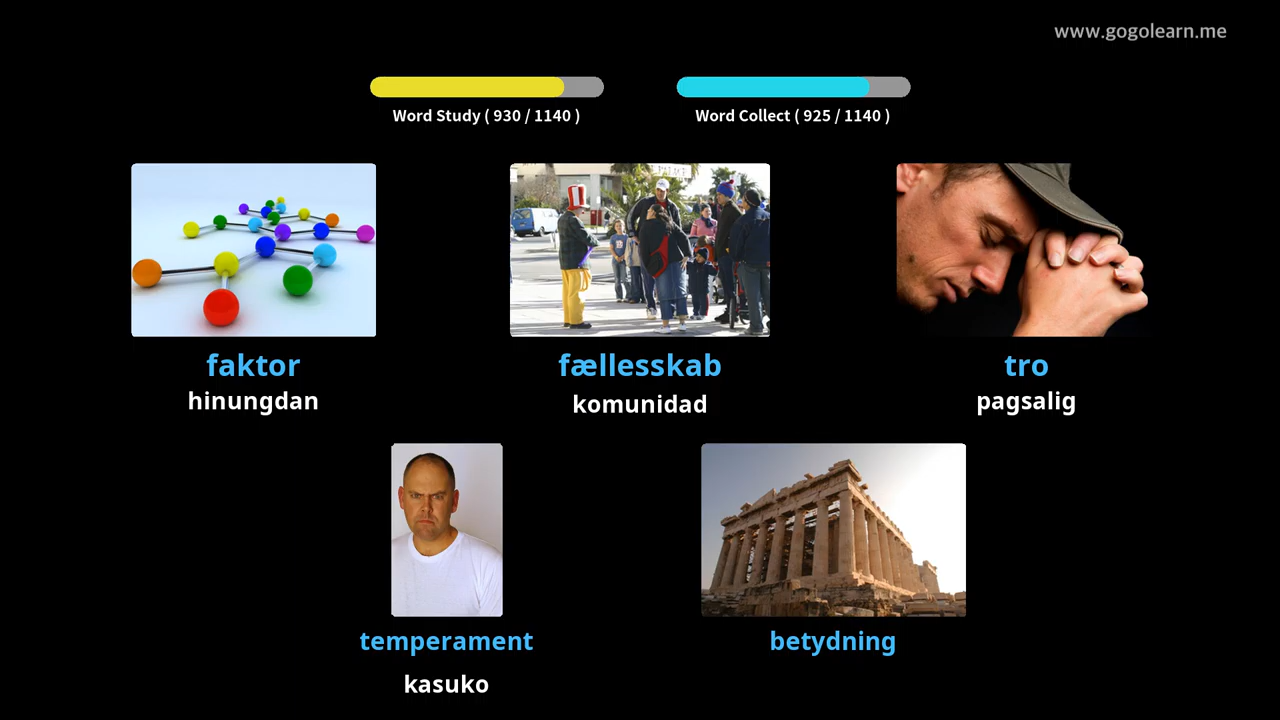 www.gogolearn.me
Word Study ( 930 / 1140 )
Word Collect ( 925 / 1140 )
faktor
hinungdan
fællesskab
komunidad
tro
pagsalig
temperament
kasuko
betydning